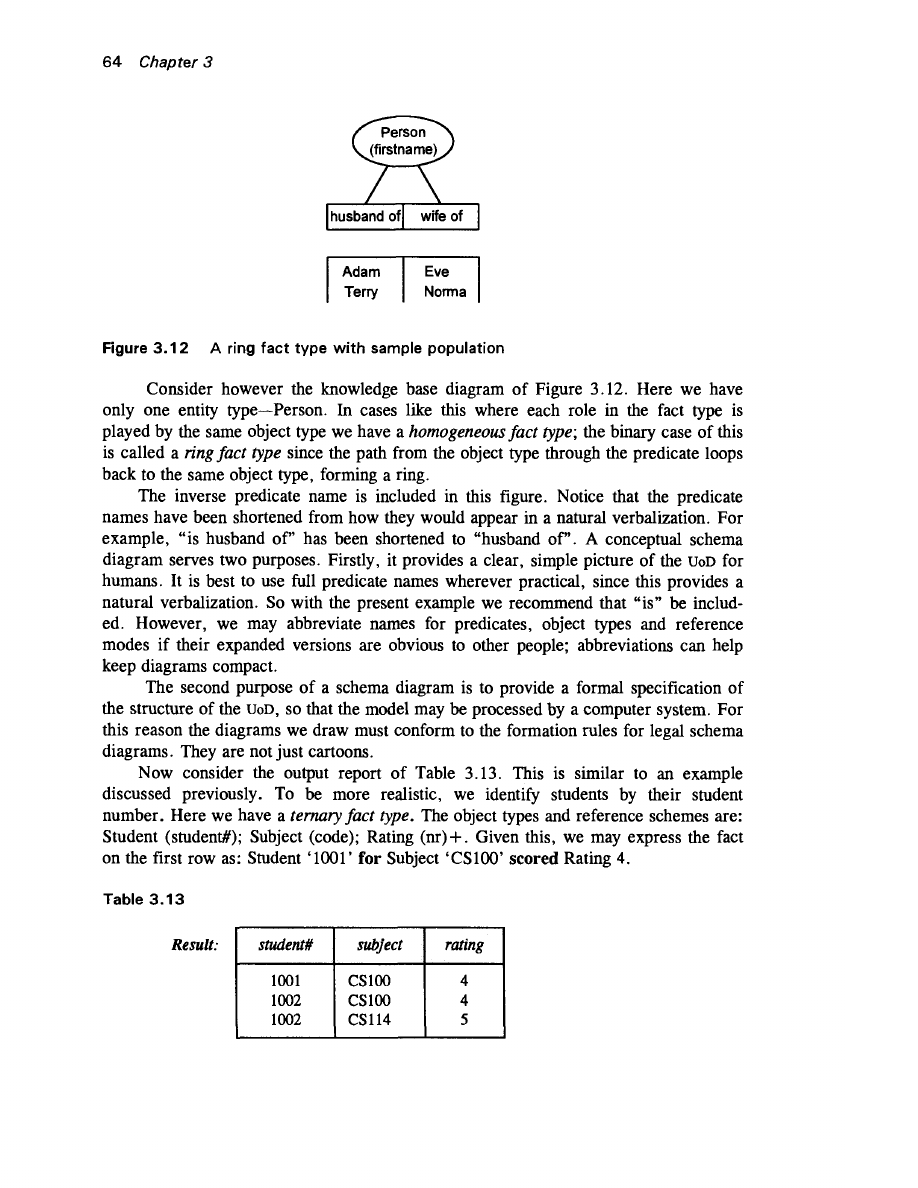 64 Chapter 3
Person
(firstname)
husband of wife of
Adam Eve
Terry Norma
Figure 3.12 A ring fact type with sample population
Consider however the knowledge base diagram of Figure 3.12. Here we have
only one entity type—Person. In cases like this where each role in the fact type is
played by the same object type we have a homogeneous fact type; the binary case of this
is called a ring fact type since the path from the object type through the predicate loops
back to the same object type, forming a ring.
The inverse predicate name is included in this figure. Notice that the predicate
names have been shortened from how they would appear in a natural verbalization. For
example, “is husband of” has been shortened to “husband of”. A conceptual schema
diagram serves two purposes. Firstly, it provides a clear, simple picture of the UoD for
humans. It is best to use full predicate names wherever practical, since this provides a
natural verbalization. So with the present example we recommend that “is” be includ-
ed. However, we may abbreviate names for predicates, object types and reference
modes if their expanded versions are obvious to other people; abbreviations can help
keep diagrams compact.
The second purpose of a schema diagram is to provide a formal specification of
the structure of the UoD, so that the model may be processed by a computer system. For
this reason the diagrams we draw must conform to the formation rules for legal schema
diagrams. They are not just cartoons.
Now consider the output report of Table 3.13. This is similar to an example
discussed previously. To be more realistic, we identify students by their student
number. Here we have a ternary fact type. The object types and reference schemes are:
Student (student#); Subject (code); Rating (nr)+. Given this, we may express the fact
on the first row as: Student ‘1001’ for Subject ‘CS100’ scored Rating 4.
Table 3.13
Result: student# subject rating
1001 CS100 4
1002 CS100 4
1002 CS114 5